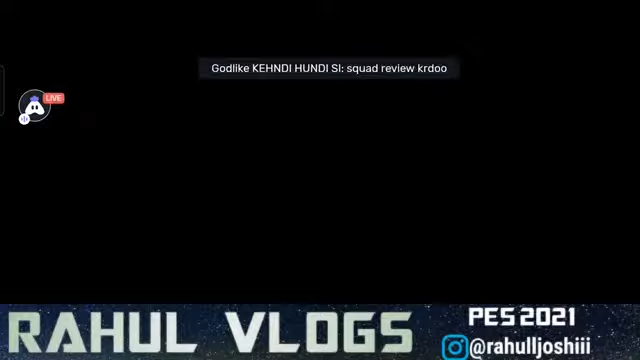 Godlike KEHNDI HUNDI SI: squad review krdoo
LIVE
RAHUL VLOGS
PES 2021
@rahulljoshiii